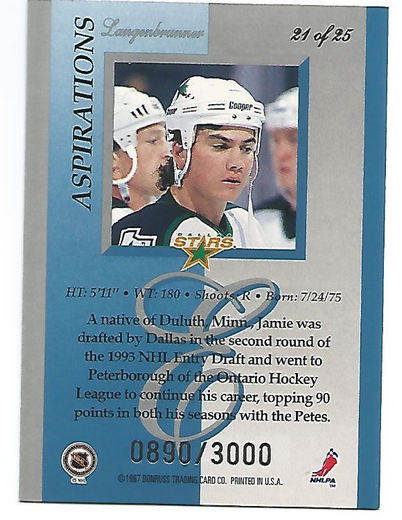 Langenbrunner
21 of 25
ASPIRATIONS
Cooper
DALLAS
STARS
HT: 5'11" • WT: 180 • Shoots: R • Born: 7/24/75
A native of Duluth, Minn., Jamie was
drafted by Dallas in the second round of
the 1993 NHL Entry Draft and went to
Peterborough of the Ontario Hockey
League to continue his career, topping 90
points in both his seasons with the Petes.
0890/3000
© NHL
©1997 DONRUSS TRADING CARD CO. PRINTED IN U.S.A.
NHLPA
TM